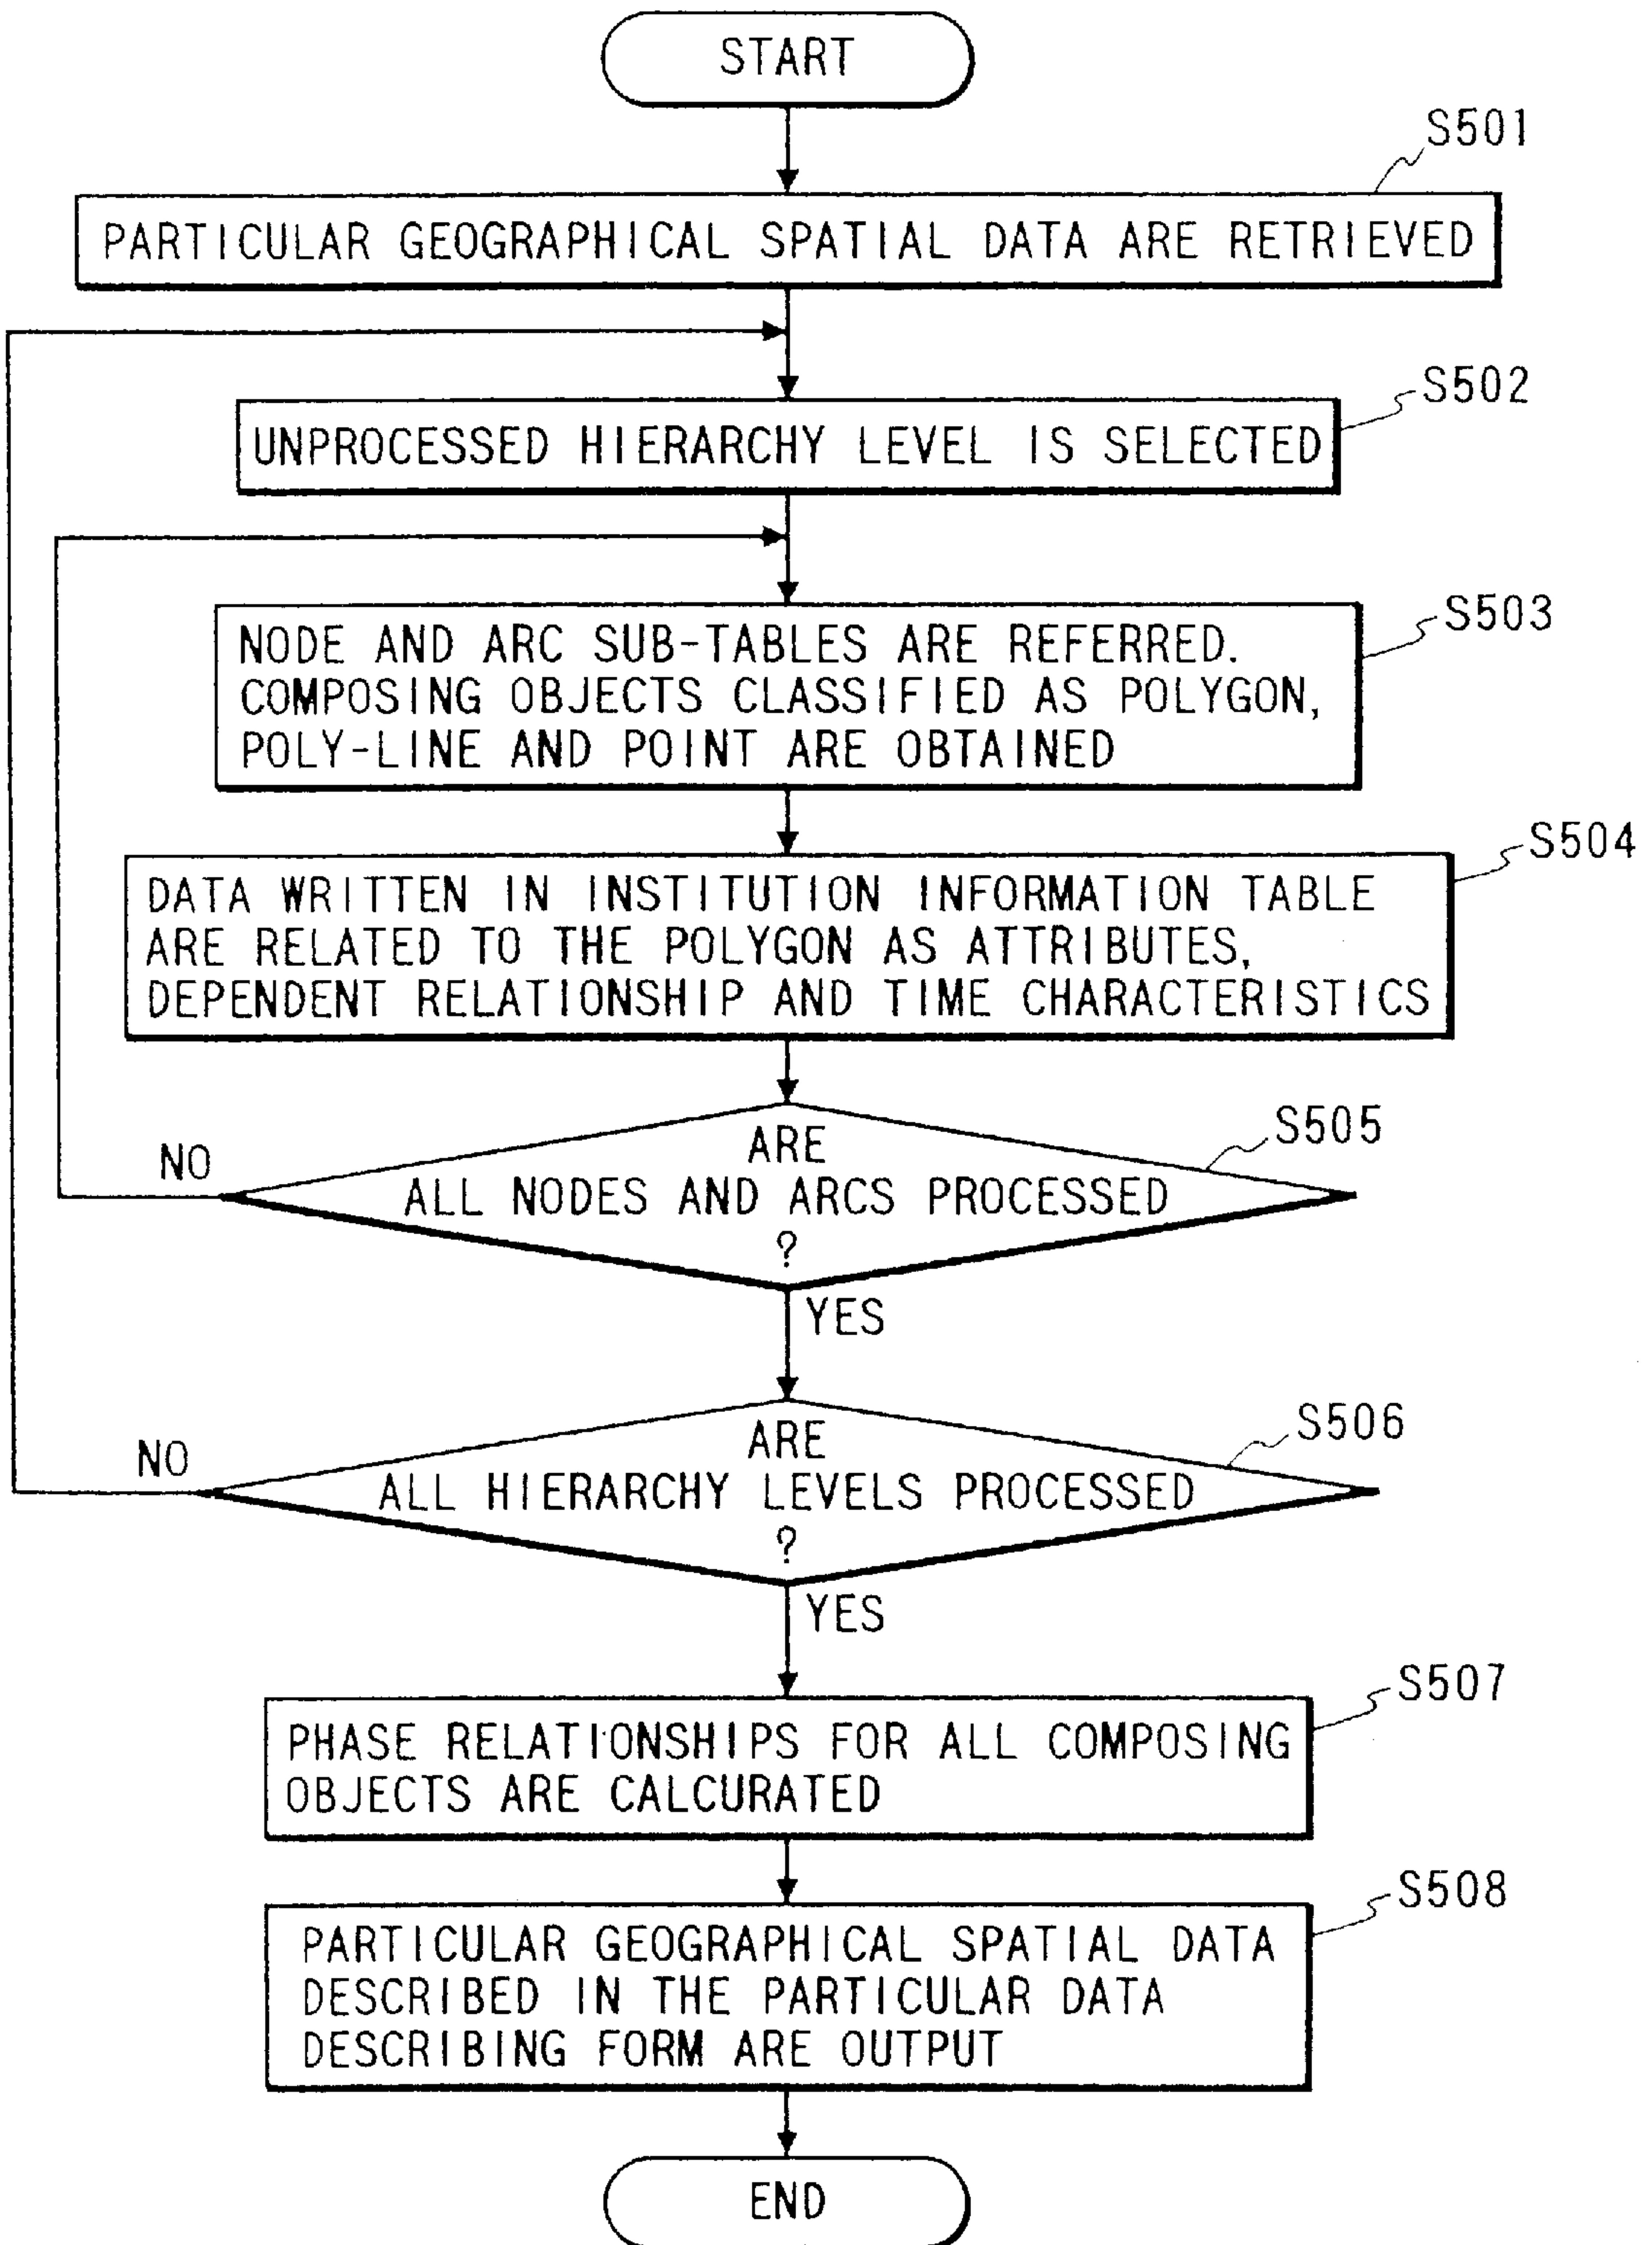 START
S501
PARTICULAR GEOGRAPHICAL SPATIAL DATA ARE RETRIEVED
S502
UNPROCESSED HIERARCHY LEVEL IS SELECTED
S503
NODE AND ARC SUB-TABLES ARE REFERRED.
COMPOSING OBJECTS CLASSIFIED AS POLYGON,
POLY-LINE AND POINT ARE OBTAINED
S504
DATA WRITTEN IN INSTITUTION INFORMATION TABLE
ARE RELATED TO THE POLYGON AS ATTRIBUTES,
DEPENDENT RELATIONSHIP AND TIME CHARACTERISTICS
S505
ARE
NO
ALL NODES AND ARCS PROCESSED
?
YES
S506
ARE
NO
ALL HIERARCHY LEVELS PROCESSED
?
YES
S507
PHASE RELATIONSHIPS FOR ALL COMPOSING
OBJECTS ARE CALCURATED
S508
PARTICULAR GEOGRAPHICAL SPATIAL DATA
DESCRIBED IN THE PARTICULAR DATA
DESCRIBING FORM ARE OUTPUT
END